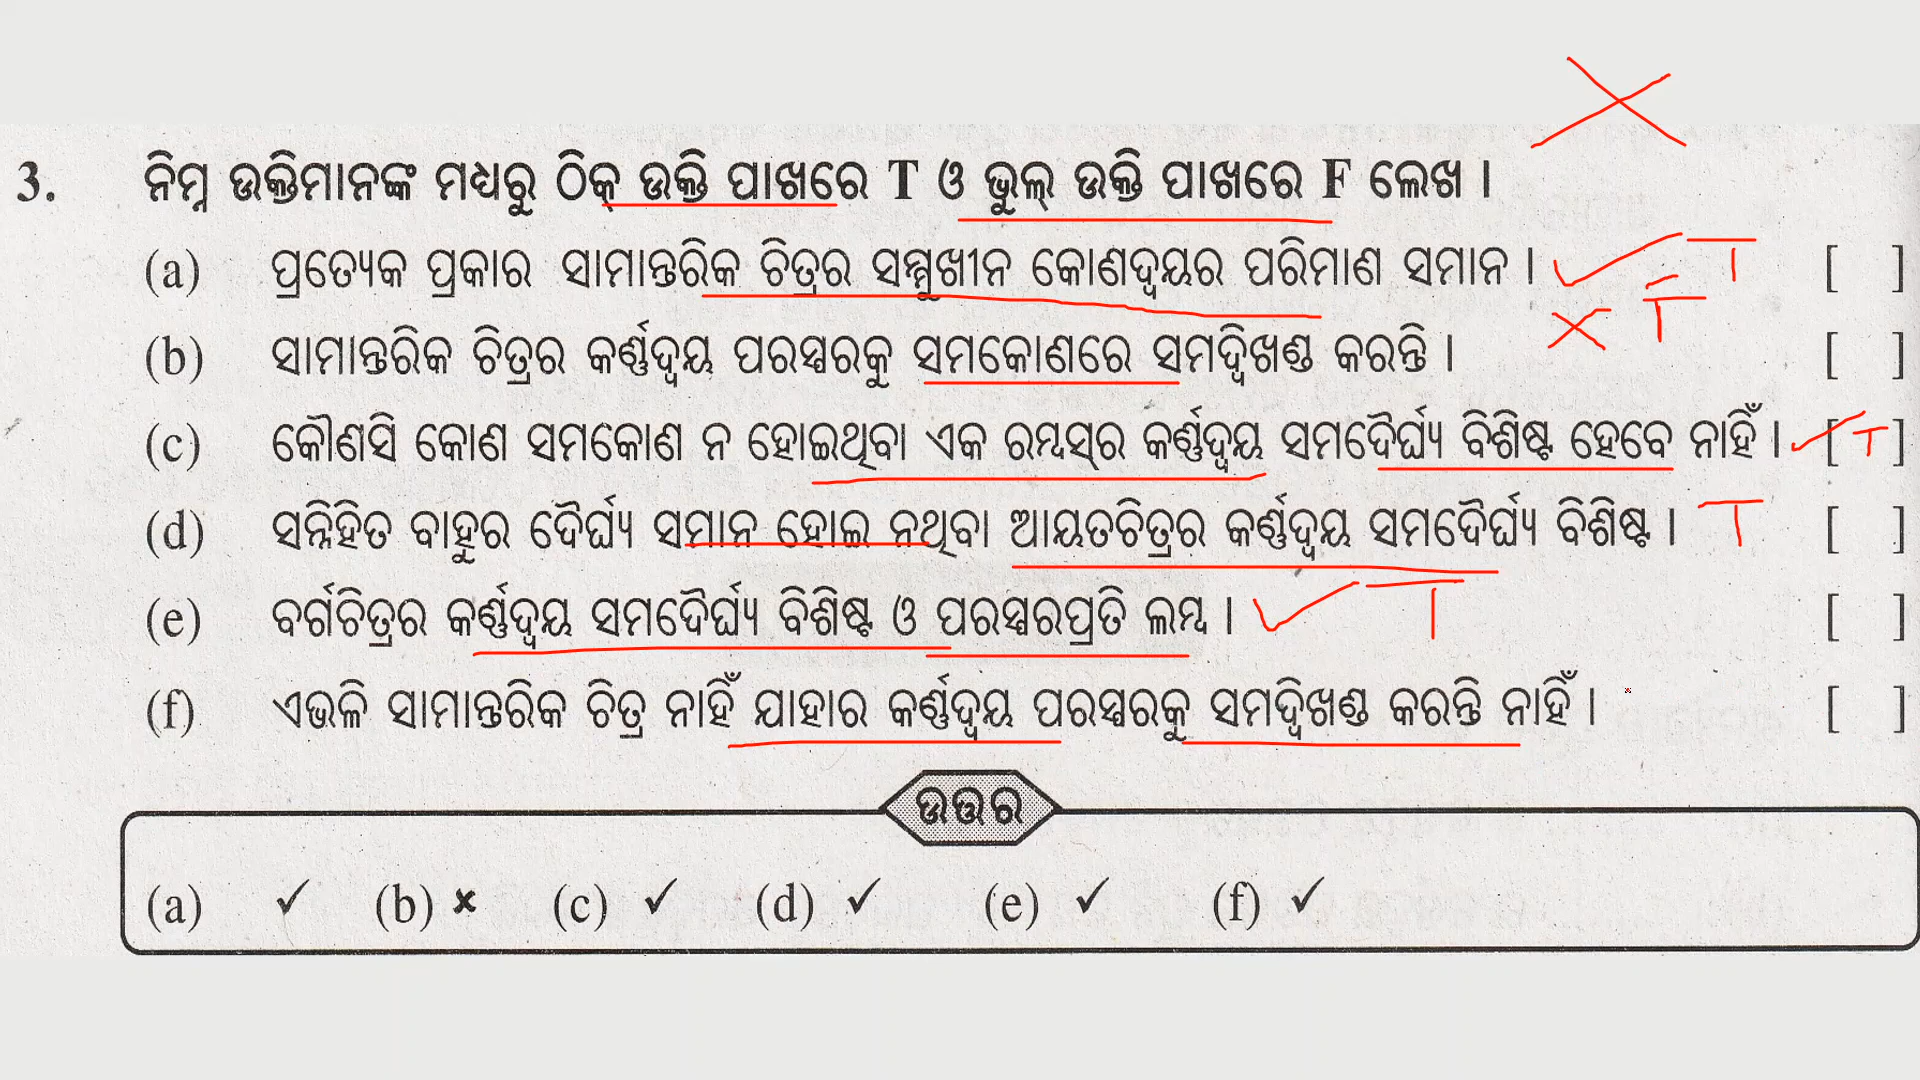 3. ନିମ୍ନ ଉକ୍ତିମାନଙ୍କ ମଧ୍ୟରୁ ଠିକ୍ ଉକ୍ତି ପାଖରେ T ଓ ଭୁଲ୍ ଉକ୍ତି ପାଖରେ F ଲେଖ ।
(a) ପ୍ରତ୍ୟେକ ପ୍ରକାର ସାମାନ୍ତରିକ ଚିତ୍ରର ସମ୍ମୁଖୀନ କୋଣଦ୍ୱୟର ପରିମାଣ ସମାନ । ✓ T [ ]
(b) ସାମାନ୍ତରିକ ଚିତ୍ରର କର୍ଣ୍ଣଦ୍ୱୟ ପରସ୍ପରକୁ ସମକୋଣରେ ସମଦ୍ୱିଖଣ୍ଡ କରନ୍ତି । × T [ ]
(c) କୌଣସି କୋଣ ସମକୋଣ ନ ହୋଇଥିବା ଏକ ରମ୍ବସ୍‌ର କର୍ଣ୍ଣଦ୍ୱୟ ସମଦୈର୍ଘ୍ୟ ବିଶିଷ୍ଟ ହେବେ ନାହିଁ । ✓ [ T ]
(d) ସନ୍ନିହିତ ବାହୁର ଦୈର୍ଘ୍ୟ ସମାନ ହୋଇ ନଥିବା ଆୟତଚିତ୍ରର କର୍ଣ୍ଣଦ୍ୱୟ ସମଦୈର୍ଘ୍ୟ ବିଶିଷ୍ଟ । T [ ]
(e) ବର୍ଗଚିତ୍ରର କର୍ଣ୍ଣଦ୍ୱୟ ସମଦୈର୍ଘ୍ୟ ବିଶିଷ୍ଟ ଓ ପରସ୍ପରପ୍ରତି ଲମ୍ବ । ✓ T [ ]
(f) ଏଭଳି ସାମାନ୍ତରିକ ଚିତ୍ର ନାହିଁ ଯାହାର କର୍ଣ୍ଣଦ୍ୱୟ ପରସ୍ପରକୁ ସମଦ୍ୱିଖଣ୍ଡ କରନ୍ତି ନାହିଁ । [ ]
ଉତ୍ତର
(a) ✓ (b) × (c) ✓ (d) ✓ (e) ✓ (f) ✓